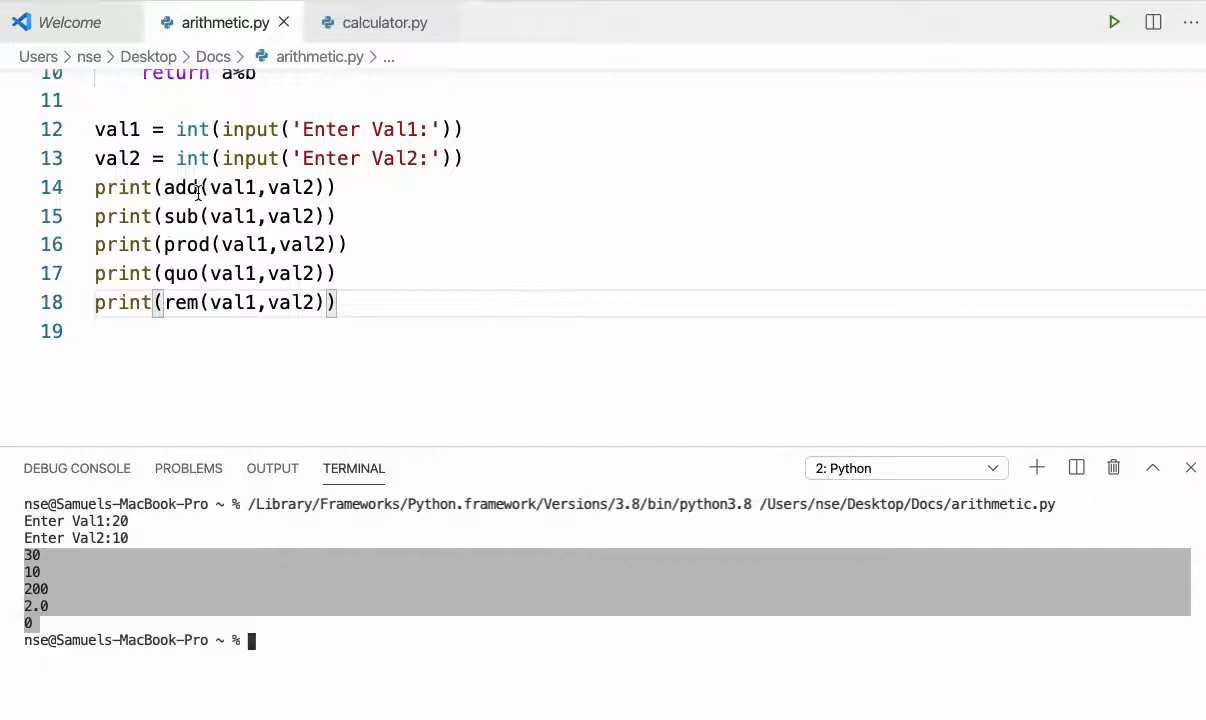 Welcome
arithmetic.py
calculator.py
Users > nse > Desktop > Docs > arithmetic.py > ...
10 return a%b
11
12 val1 = int(input('Enter Val1:'))
13 val2 = int(input('Enter Val2:'))
14 print(add(val1,val2))
15 print(sub(val1,val2))
16 print(prod(val1,val2))
17 print(quo(val1,val2))
18 print(rem(val1,val2))
19
DEBUG CONSOLE PROBLEMS OUTPUT TERMINAL 2: Python
nse@Samuels-MacBook-Pro ~ % /Library/Frameworks/Python.framework/Versions/3.8/bin/python3.8 /Users/nse/Desktop/Docs/arithmetic.py
Enter Val1:20
Enter Val2:10
30
10
200
2.0
0
nse@Samuels-MacBook-Pro ~ %